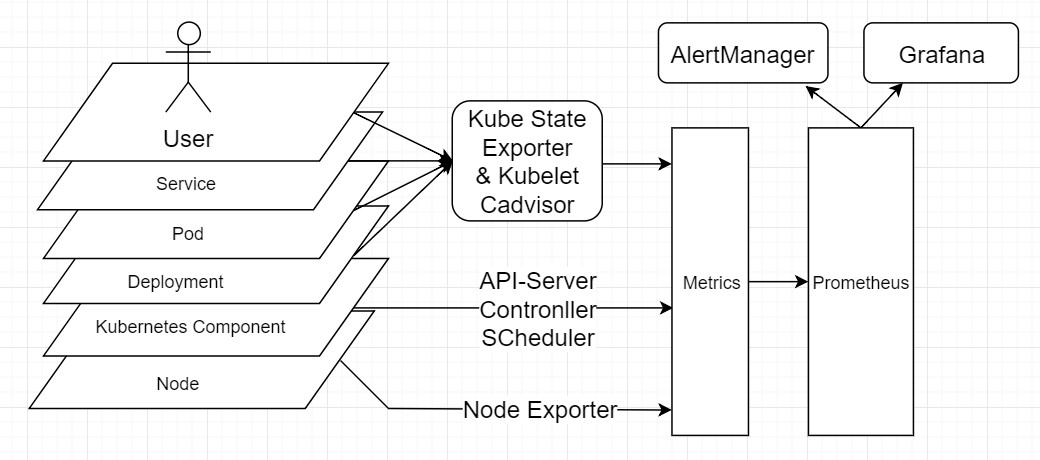 User
Service
Pod
Deployment
Kubernetes Component
Node
Kube State
Exporter
& Kubelet
Cadvisor
API-Server
Contronller
SCheduler
Node Exporter
Metrics
Prometheus
AlertManager
Grafana